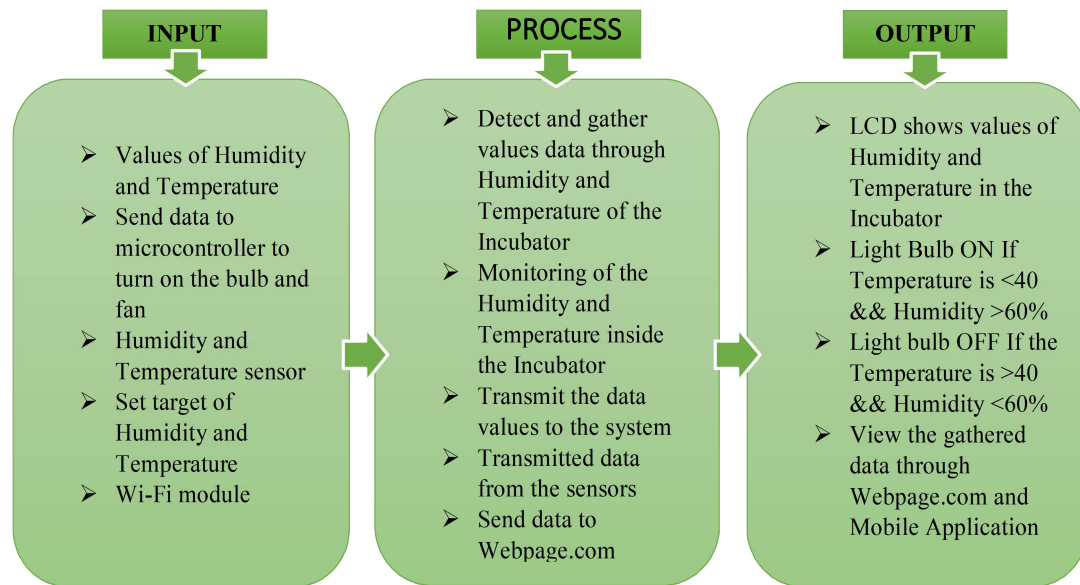 INPUT
➢ Values of Humidity
and Temperature
➢ Send data to
microcontroller to
turn on the bulb and
fan
➢ Humidity and
Temperature sensor
➢ Set target of
Humidity and
Temperature
➢ Wi-Fi module
PROCESS
➢ Detect and gather
values data through
Humidity and
Temperature of the
Incubator
➢ Monitoring of the
Humidity and
Temperature inside
the Incubator
➢ Transmit the data
values to the system
➢ Transmitted data
from the sensors
➢ Send data to
Webpage.com
OUTPUT
➢ LCD shows values of
Humidity and
Temperature in the
Incubator
➢ Light Bulb ON If
Temperature is <40
&& Humidity >60%
➢ Light bulb OFF If the
Temperature is >40
&& Humidity <60%
➢ View the gathered
data through
Webpage.com and
Mobile Application